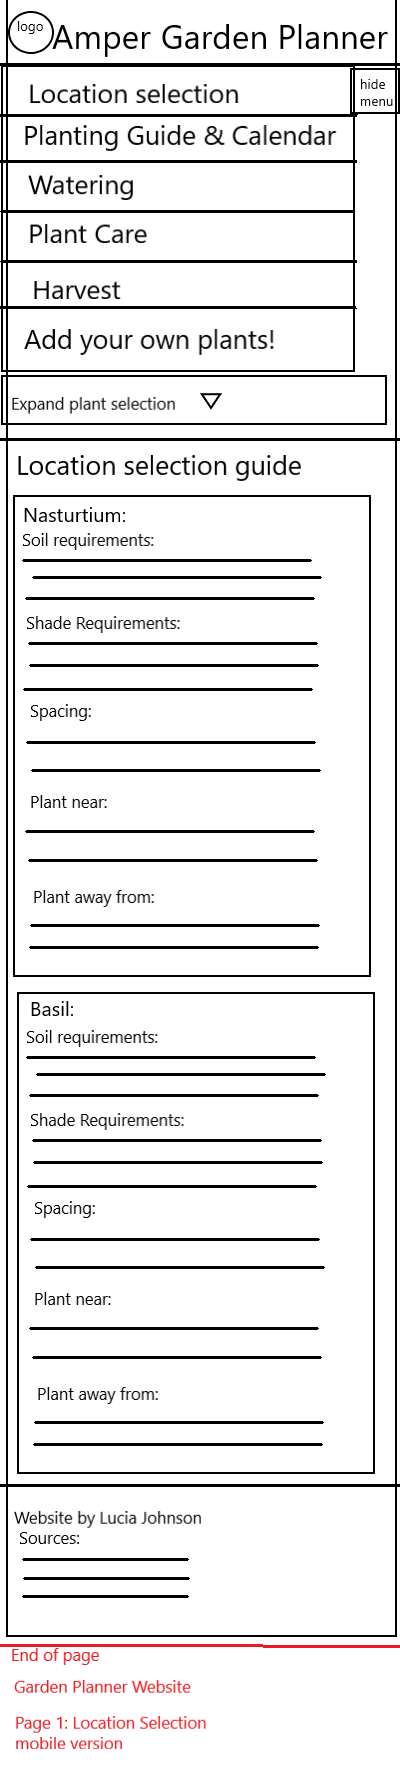 logo
Amper Garden Planner
Location selection
hide
menu
Planting Guide & Calendar
Watering
Plant Care
Harvest
Add your own plants!
Expand plant selection
Location selection guide
Nasturtium:
Soil requirements:
Shade Requirements:
Spacing:
Plant near:
Plant away from:
Basil:
Soil requirements:
Shade Requirements:
Spacing:
Plant near:
Plant away from:
Website by Lucia Johnson
Sources:
End of page
Garden Planner Website
Page 1: Location Selection
mobile version